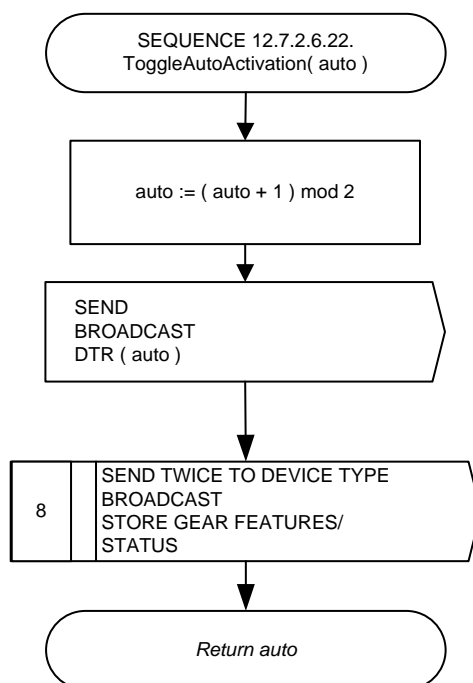 SEQUENCE 12.7.2.6.22.
ToggleAutoActivation( auto )
auto := ( auto + 1 ) mod 2
SEND
BROADCAST
DTR ( auto )
8
SEND TWICE TO DEVICE TYPE
BROADCAST
STORE GEAR FEATURES/
STATUS
Return auto